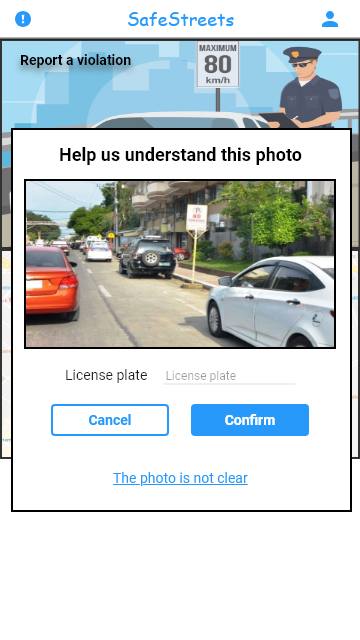 SafeStreets
MAXIMUM
80
km/h
Report a violation
Help us understand this photo
NO
License plate
License plate
Cancel
Confirm
The photo is not clear